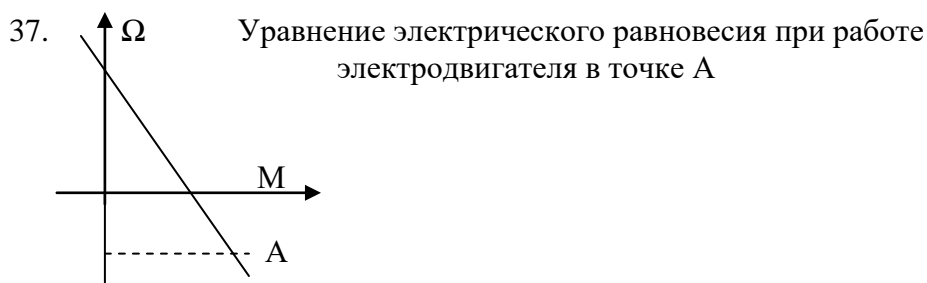 37. Ω Уравнение электрического равновесия при работе
электродвигателя в точке А
М
А